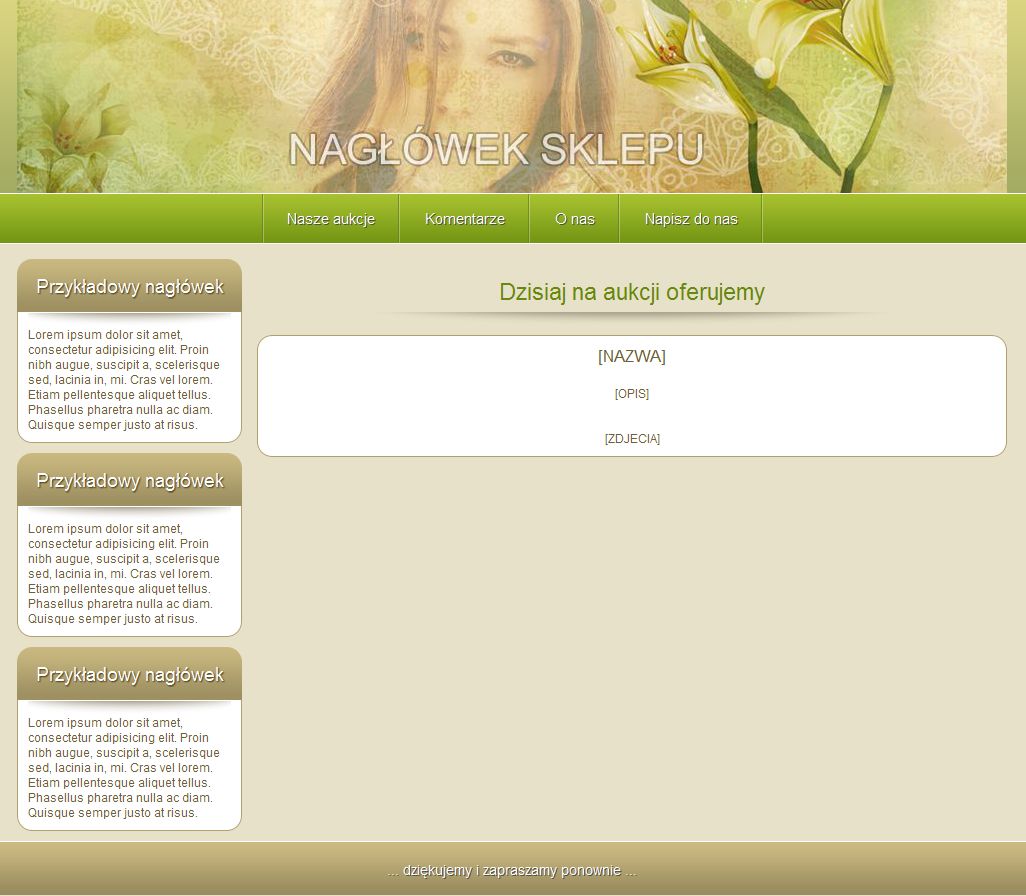 NAGŁÓWEK SKLEPU
Nasze aukcje Komentarze O nas Napisz do nas
Przykładowy nagłówek
Lorem ipsum dolor sit amet,
consectetur adipisicing elit. Proin
nibh augue, suscipit a, scelerisque
sed, lacinia in, mi. Cras vel lorem.
Etiam pellentesque aliquet tellus.
Phasellus pharetra nulla ac diam.
Quisque semper justo at risus.
Przykładowy nagłówek
Lorem ipsum dolor sit amet,
consectetur adipisicing elit. Proin
nibh augue, suscipit a, scelerisque
sed, lacinia in, mi. Cras vel lorem.
Etiam pellentesque aliquet tellus.
Phasellus pharetra nulla ac diam.
Quisque semper justo at risus.
Przykładowy nagłówek
Lorem ipsum dolor sit amet,
consectetur adipisicing elit. Proin
nibh augue, suscipit a, scelerisque
sed, lacinia in, mi. Cras vel lorem.
Etiam pellentesque aliquet tellus.
Phasellus pharetra nulla ac diam.
Quisque semper justo at risus.
Dzisiaj na aukcji oferujemy
[NAZWA]
[OPIS]
[ZDJECIA]
... dziękujemy i zapraszamy ponownie ...